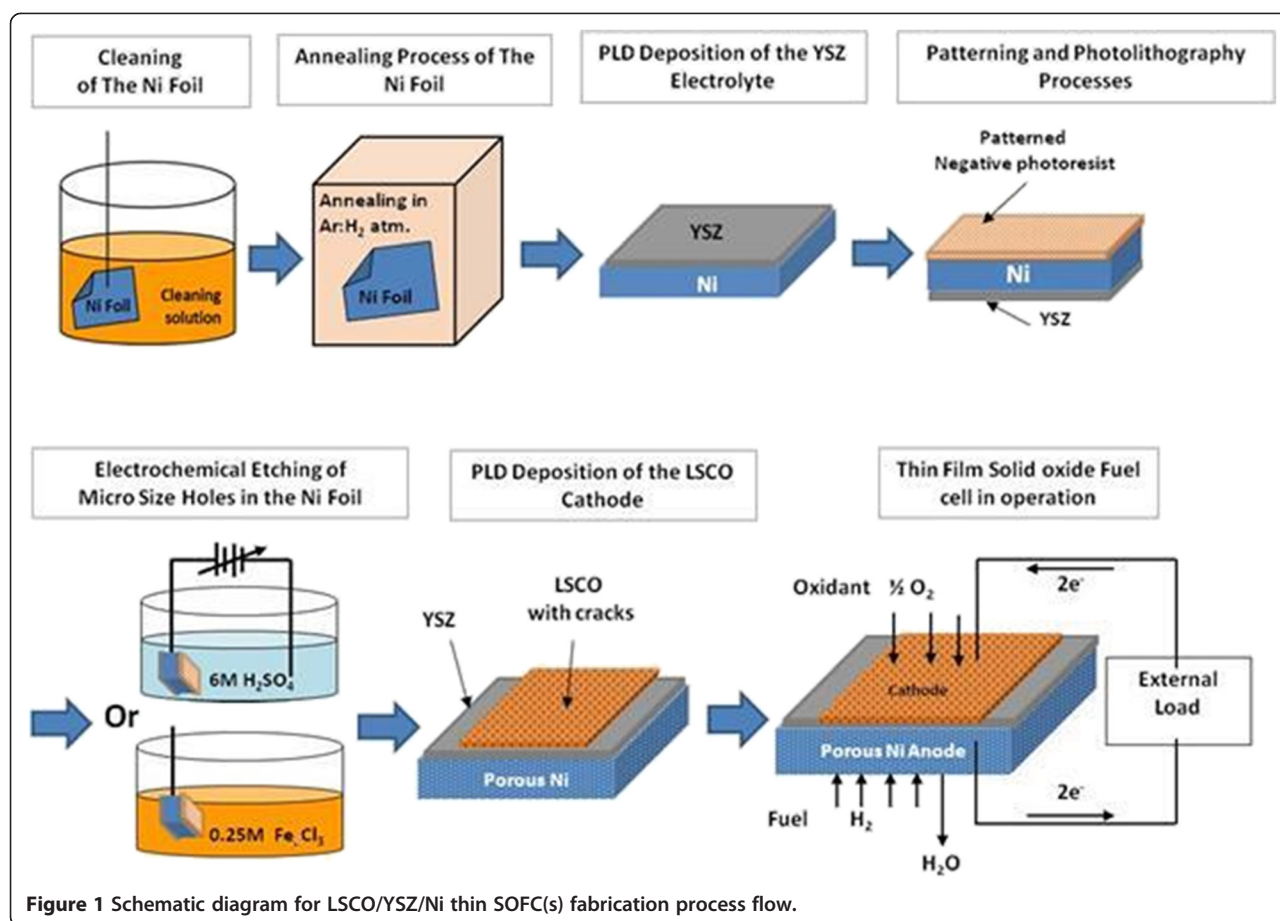 Cleaning
of The Ni Foil
Annealing Process of The
Ni Foil
PLD Deposition of the YSZ
Electrolyte
Patterning and Photolithography
Processes
Ni Foil
Cleaning
solution
Annealing in
Ar:H₂ atm.
Ni Foil
YSZ
Ni
Patterned
Negative photoresist
Ni
YSZ
Electrochemical Etching of
Micro Size Holes in the Ni Foil
PLD Deposition of the LSCO
Cathode
Thin Film Solid oxide Fuel
cell in operation
6M H₂SO₄
Or
0.25M Fe Cl₃
YSZ
LSCO
with cracks
Porous Ni
Oxidant ½ O₂
2e⁻
Cathode
External
Load
Porous Ni Anode
Fuel H₂
2e⁻
H₂O
Figure 1 Schematic diagram for LSCO/YSZ/Ni thin SOFC(s) fabrication process flow.